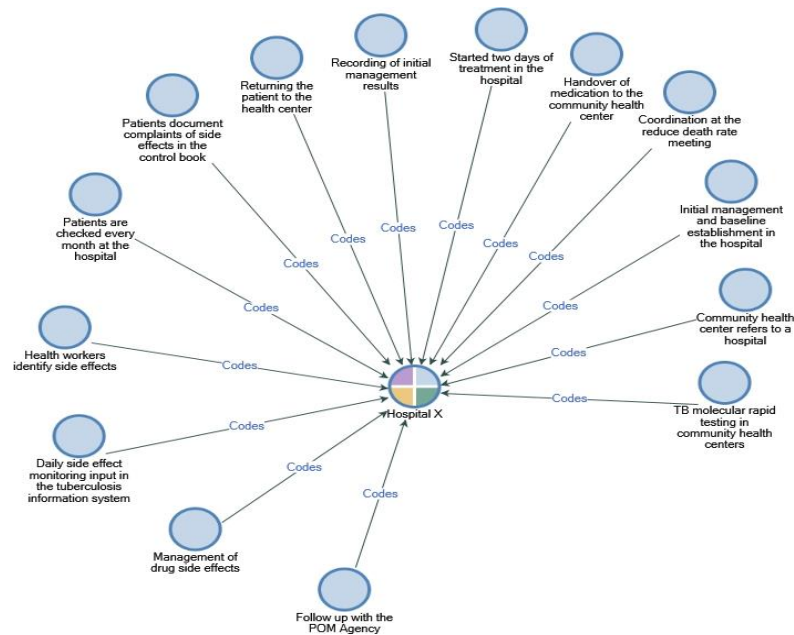 Started two days of
treatment in the
hospital
Recording of initial
management
results
Handover of
medication to the
community health
center
Returning the
patient to the
health center
Coordination at the
reduce death rate
meeting
Patients document
complaints of side
effects in the
control book
Initial management
and baseline
establishment in
the hospital
Patients are
checked every
month at the
hospital
Community health
center refers to a
hospital
Health workers
identify side effects
TB molecular rapid
testing in
community health
centers
Daily side effect
monitoring input in
the tuberculosis
information system
Management of
drug side effects
Follow up with the
POM Agency
Codes
Codes
Codes
Codes
Codes
Codes
Codes
Codes
Codes
Codes
Codes
Codes
Codes
Codes
Hospital X